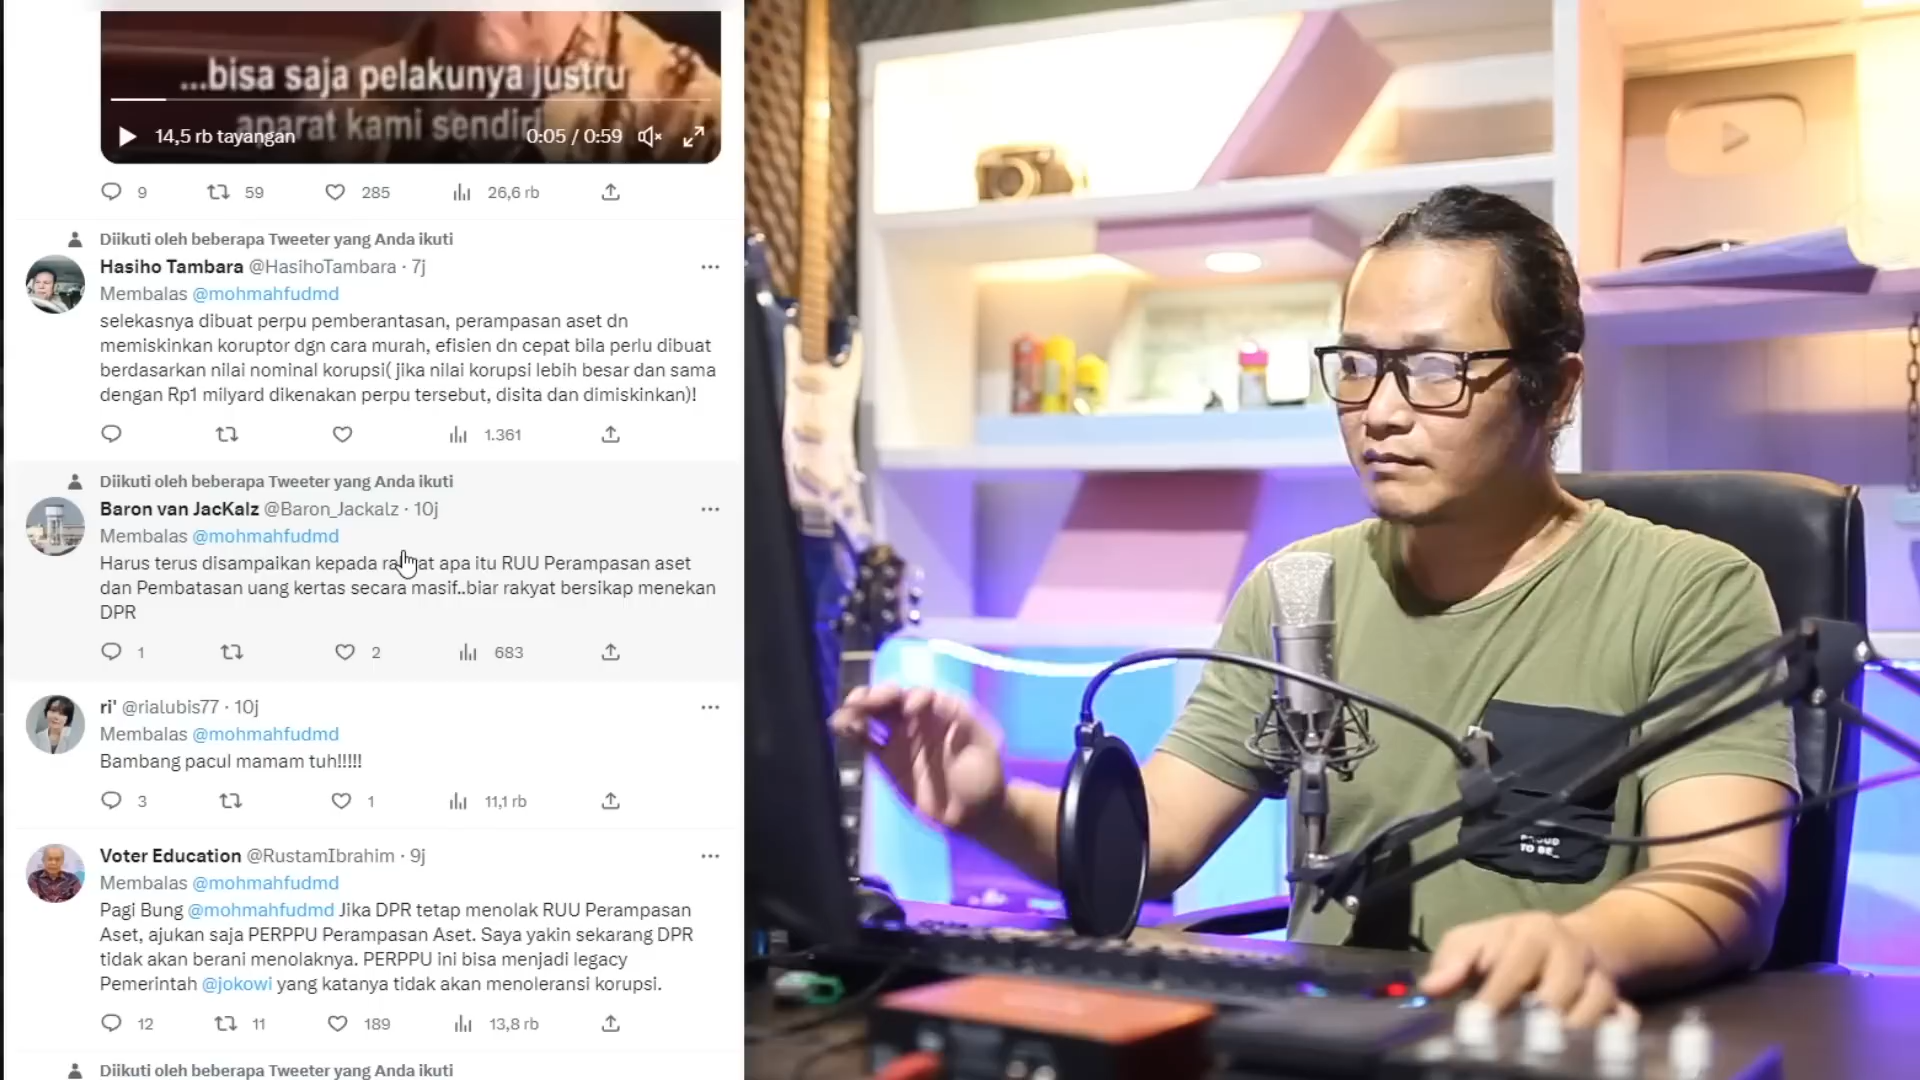 ...bisa saja pelakunya justru
aparat kami sendiri
14,5 rb tayangan
0:05 / 0:59
9 59 285 26,6 rb
Diikuti oleh beberapa Tweeter yang Anda ikuti
Hasiho Tambara @HasihoTambara · 7j
Membalas @mohmahfudmd
selekasnya dibuat perpu pemberantasan, perampasan aset dn
memiskinkan koruptor dgn cara murah, efisien dn cepat bila perlu dibuat
berdasarkan nilai nominal korupsi( jika nilai korupsi lebih besar dan sama
dengan Rp1 milyard dikenakan perpu tersebut, disita dan dimiskinkan)!
1.361
Diikuti oleh beberapa Tweeter yang Anda ikuti
Baron van JacKalz @Baron_Jackalz · 10j
Membalas @mohmahfudmd
Harus terus disampaikan kepada rakyat apa itu RUU Perampasan aset
dan Pembatasan uang kertas secara masif..biar rakyat bersikap menekan
DPR
1 2 683
ri' @rialubis77 · 10j
Membalas @mohmahfudmd
Bambang pacul mamam tuh!!!!!
3 1 11,1 rb
Voter Education @RustamIbrahim · 9j
Membalas @mohmahfudmd
Pagi Bung @mohmahfudmd Jika DPR tetap menolak RUU Perampasan
Aset, ajukan saja PERPPU Perampasan Aset. Saya yakin sekarang DPR
tidak akan berani menolaknya. PERPPU ini bisa menjadi legacy
Pemerintah @jokowi yang katanya tidak akan menoleransi korupsi.
12 11 189 13,8 rb
Diikuti oleh beberapa Tweeter yang Anda ikuti
PROUD
TO BE_